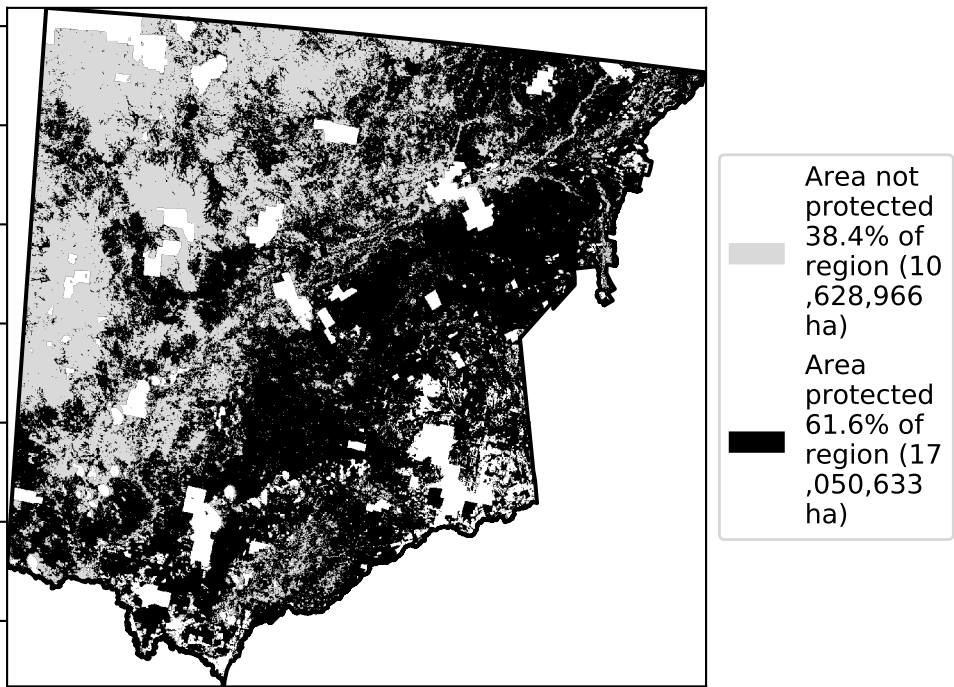 Area not
protected
38.4% of
region (10
,628,966
ha)
Area
protected
61.6% of
region (17
,050,633
ha)